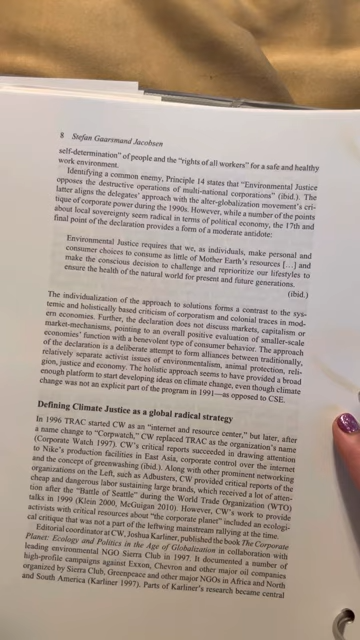 8 Stefan Gaarsmand Jacobsen
self-determination" of people and the "rights of all workers" for a safe and healthy
work environment.
Identifying a common enemy, Principle 14 states that "Environmental Justice
opposes the destructive operations of multi-national corporations" (ibid.). The
latter aligns the delegates' approach with the alter-globalization movement's cri-
tique of corporate power during the 1990s. However, while a number of the points
about local sovereignty seem radical in terms of political economy, the 17th and
final point of the declaration provides a form of a moderate antidote:
Environmental Justice requires that we, as individuals, make personal and
consumer choices to consume as little of Mother Earth's resources [...] and
make the conscious decision to challenge and reprioritize our lifestyles to
ensure the health of the natural world for present and future generations.
(ibid.)
The individualization of the approach to solutions forms a contrast to the sys-
temic and holistically based criticism of corporatism and colonial traces in mod-
ern economies. Further, the declaration does not discuss markets, capitalism or
market-mechanisms, pointing to an overall positive evaluation of smaller-scale
economies' function with a benevolent type of consumer behavior. The approach
of the declaration is a deliberate attempt to form alliances between traditionally,
relatively separate activist issues of environmentalism, animal protection, reli-
gion, justice and economy. The holistic approach seems to have provided a broad
enough platform to start developing ideas on climate change, even though climate
change was not an explicit part of the program in 1991—as opposed to CSE.
Defining Climate Justice as a global radical strategy
In 1996 TRAC started CW as an "internet and resource center," but later, after
a name change to "Corpwatch," CW replaced TRAC as the organization's name
(Corporate Watch 1997). CW's critical reports succeeded in drawing attention
to Nike's production facilities in East Asia, corporate control over the internet
and the concept of greenwashing (ibid.). Along with other prominent networking
organizations on the Left, such as Adbusters, CW provided critical reports of the
cheap and dangerous labor sustaining large brands, which received a lot of atten-
tion after the "Battle of Seattle" during the World Trade Organization (WTO)
talks in 1999 (Klein 2000, McGuigan 2010). However, CW's work to provide
activists with critical resources about "the corporate planet" included an ecologi-
cal critique that was not a part of the leftwing mainstream rallying at the time.
Editorial coordinator at CW, Joshua Karliner, published the book The Corporate
Planet: Ecology and Politics in the Age of Globalization in collaboration with
leading environmental NGO Sierra Club in 1997. It documented a number of
high-profile campaigns against Exxon, Chevron and other major oil companies
organized by Sierra Club, Greenpeace and other major NGOs in Africa and North
and South America (Karliner 1997). Parts of Karliner's research became central